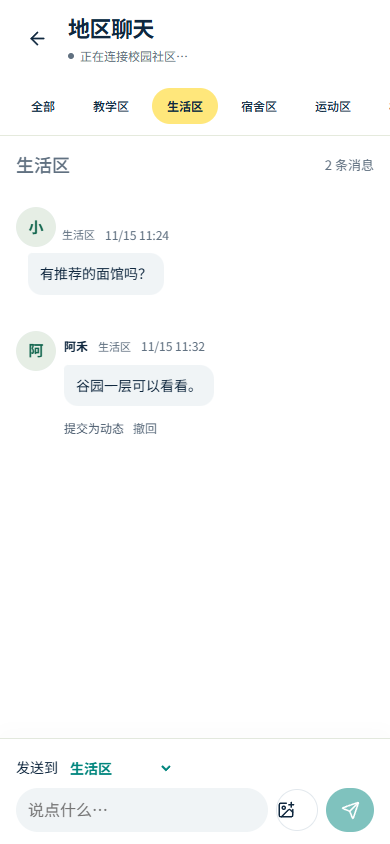 地区聊天
正在连接校园社区…
全部 教学区 生活区 宿舍区 运动区
生活区 2 条消息
小 生活区 11/15 11:24
有推荐的面馆吗？
阿 阿禾 生活区 11/15 11:32
谷园一层可以看看。
提交为动态 撤回
发送到 生活区
说点什么…